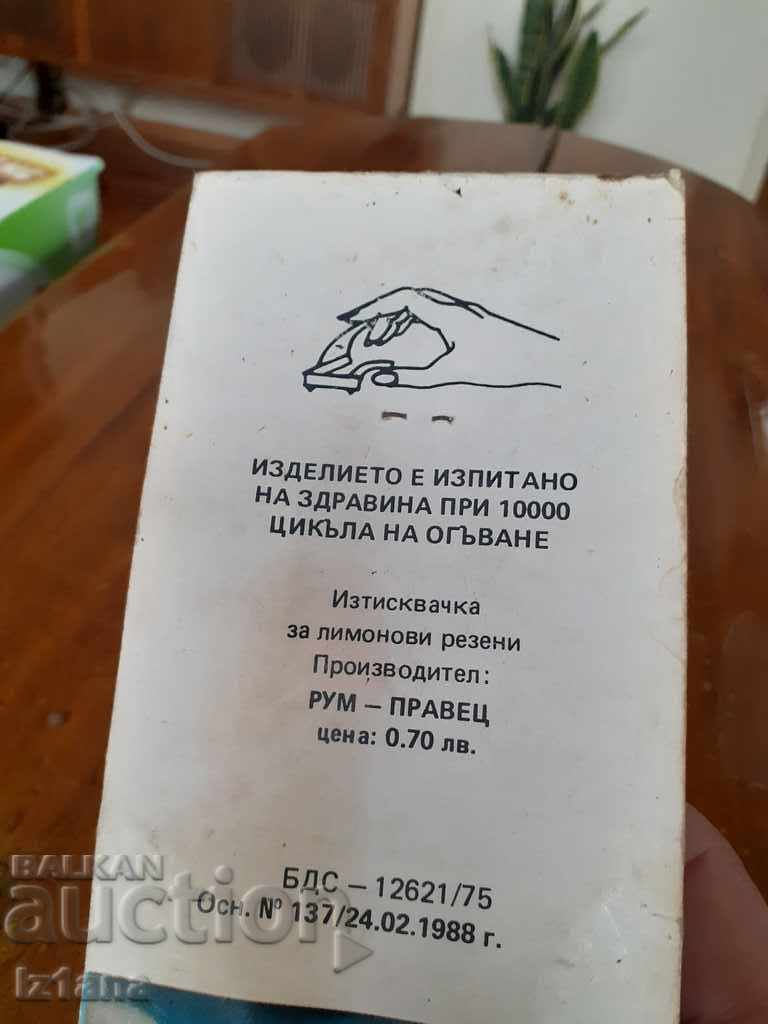 ИЗДЕЛИЕТО Е ИЗПИТАНО
НА ЗДРАВИНА ПРИ 10000
ЦИКЪЛА НА ОГЪВАНЕ
Изтисквачка
за лимонови резени
Производител:
РУМ — ПРАВЕЦ
цена: 0.70 лв.
БДС — 12621/75
Осн. № 137/24.02.1988 г.
BALKAN
auction
Iz1ana